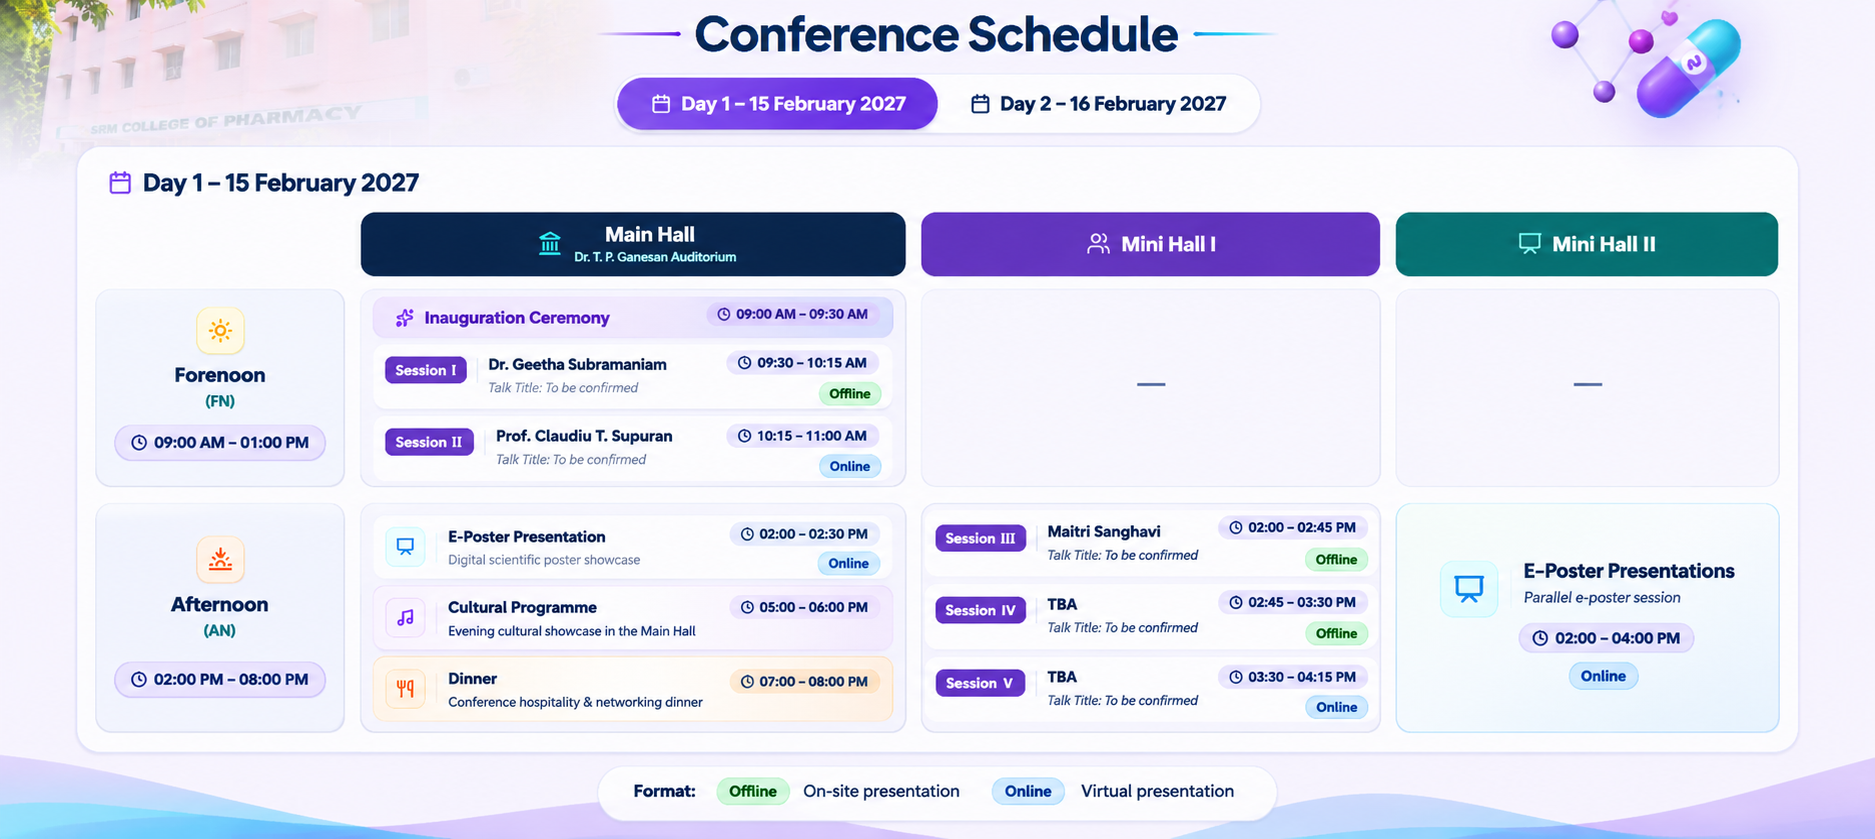 SRM COLLEGE OF PHARMACY
Conference Schedule
Day 1 – 15 February 2027
Day 2 – 16 February 2027
Day 1 – 15 February 2027
Main Hall
Dr. T. P. Ganesan Auditorium
Mini Hall I
Mini Hall II
Forenoon
(FN)
09:00 AM – 01:00 PM
Inauguration Ceremony
09:00 AM – 09:30 AM
Session I
Dr. Geetha Subramaniam
Talk Title: To be confirmed
09:30 – 10:15 AM
Offline
Session II
Prof. Claudiu T. Supuran
Talk Title: To be confirmed
10:15 – 11:00 AM
Online
—
—
Afternoon
(AN)
02:00 PM – 08:00 PM
E-Poster Presentation
Digital scientific poster showcase
02:00 – 02:30 PM
Online
Cultural Programme
Evening cultural showcase in the Main Hall
05:00 – 06:00 PM
Dinner
Conference hospitality & networking dinner
07:00 – 08:00 PM
Session III
Maitri Sanghavi
Talk Title: To be confirmed
02:00 – 02:45 PM
Offline
Session IV
TBA
Talk Title: To be confirmed
02:45 – 03:30 PM
Offline
Session V
TBA
Talk Title: To be confirmed
03:30 – 04:15 PM
Online
E-Poster Presentations
Parallel e-poster session
02:00 – 04:00 PM
Online
Format:
Offline
On-site presentation
Online
Virtual presentation